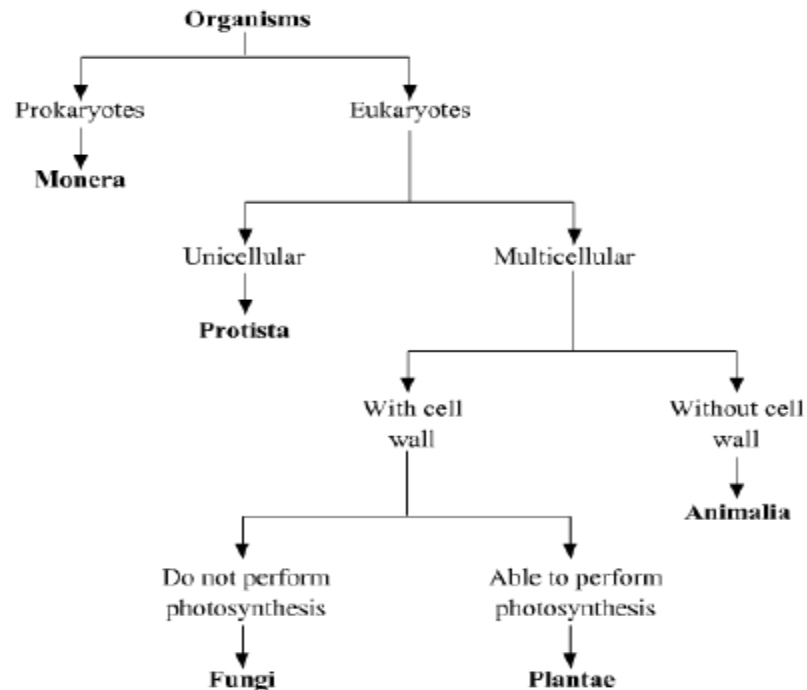 Organisms
Prokaryotes
Eukaryotes
Monera
Unicellular
Multicellular
Protista
With cell
wall
Without cell
wall
Animalia
Do not perform
photosynthesis
Able to perform
photosynthesis
Fungi
Plantae